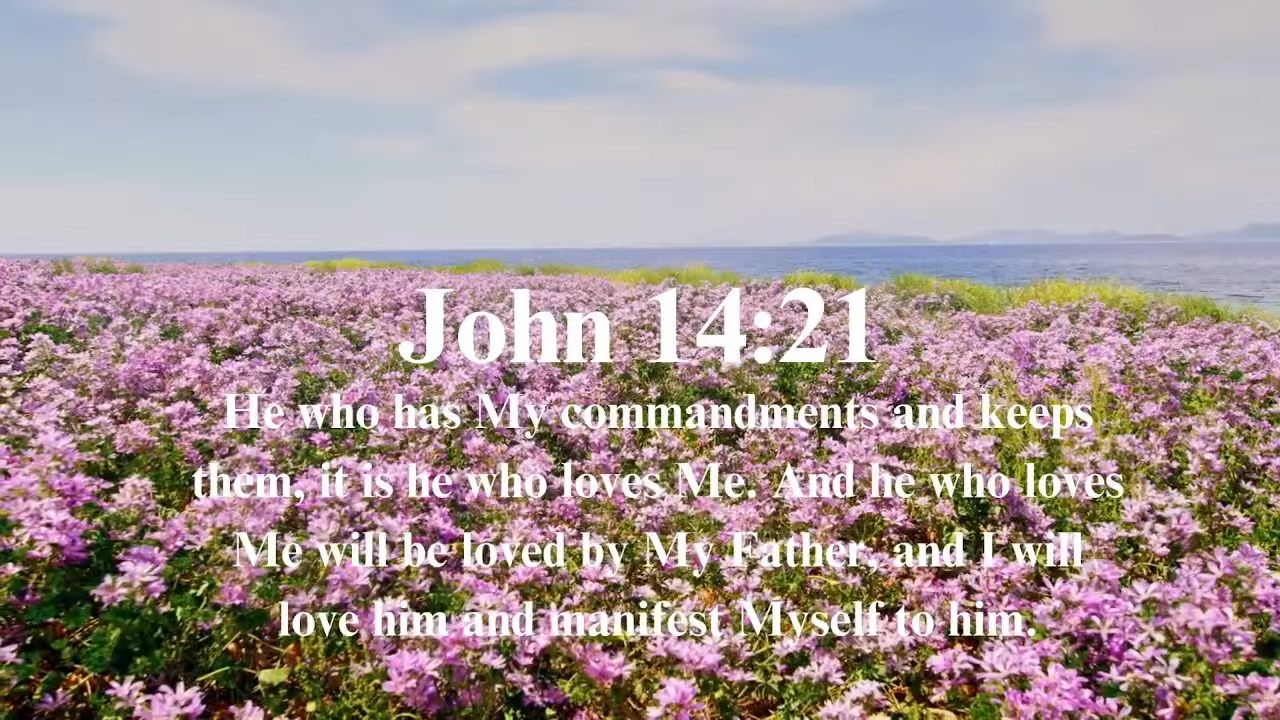 John 14:21
He who has My commandments and keeps
them, it is he who loves Me. And he who loves
Me will be loved by My Father, and I will
love him and manifest Myself to him.